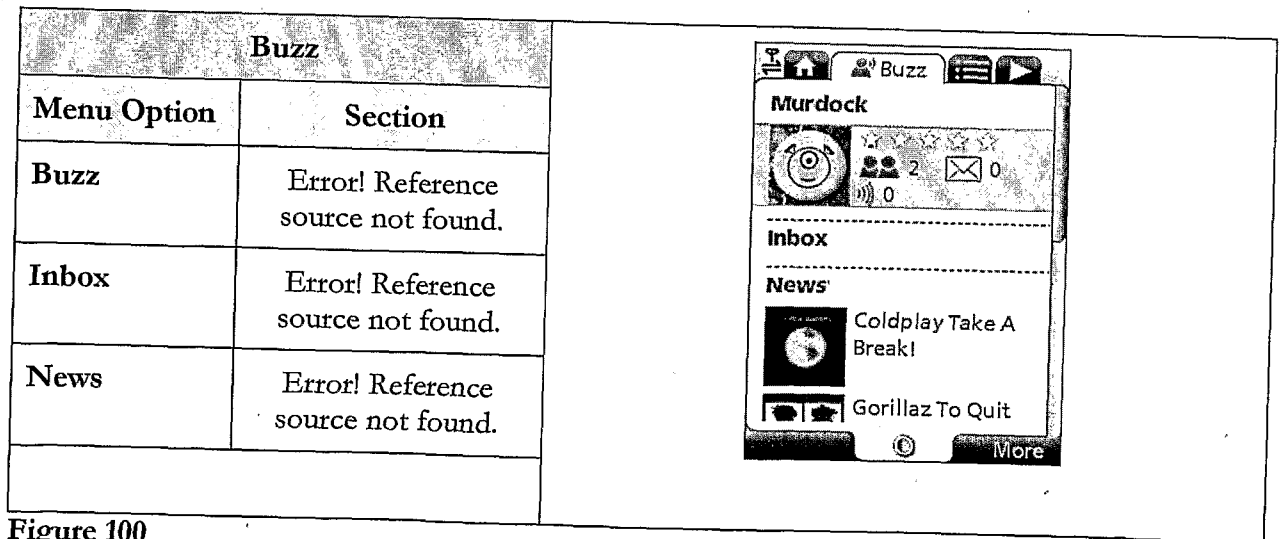 Buzz
Menu Option Section
Buzz Error! Reference
source not found.
Inbox Error! Reference
source not found.
News Error! Reference
source not found.
Buzz
Murdock
2 0
0
Inbox
News
Coldplay Take A
Break!
Gorillaz To Quit
More
Figure 100